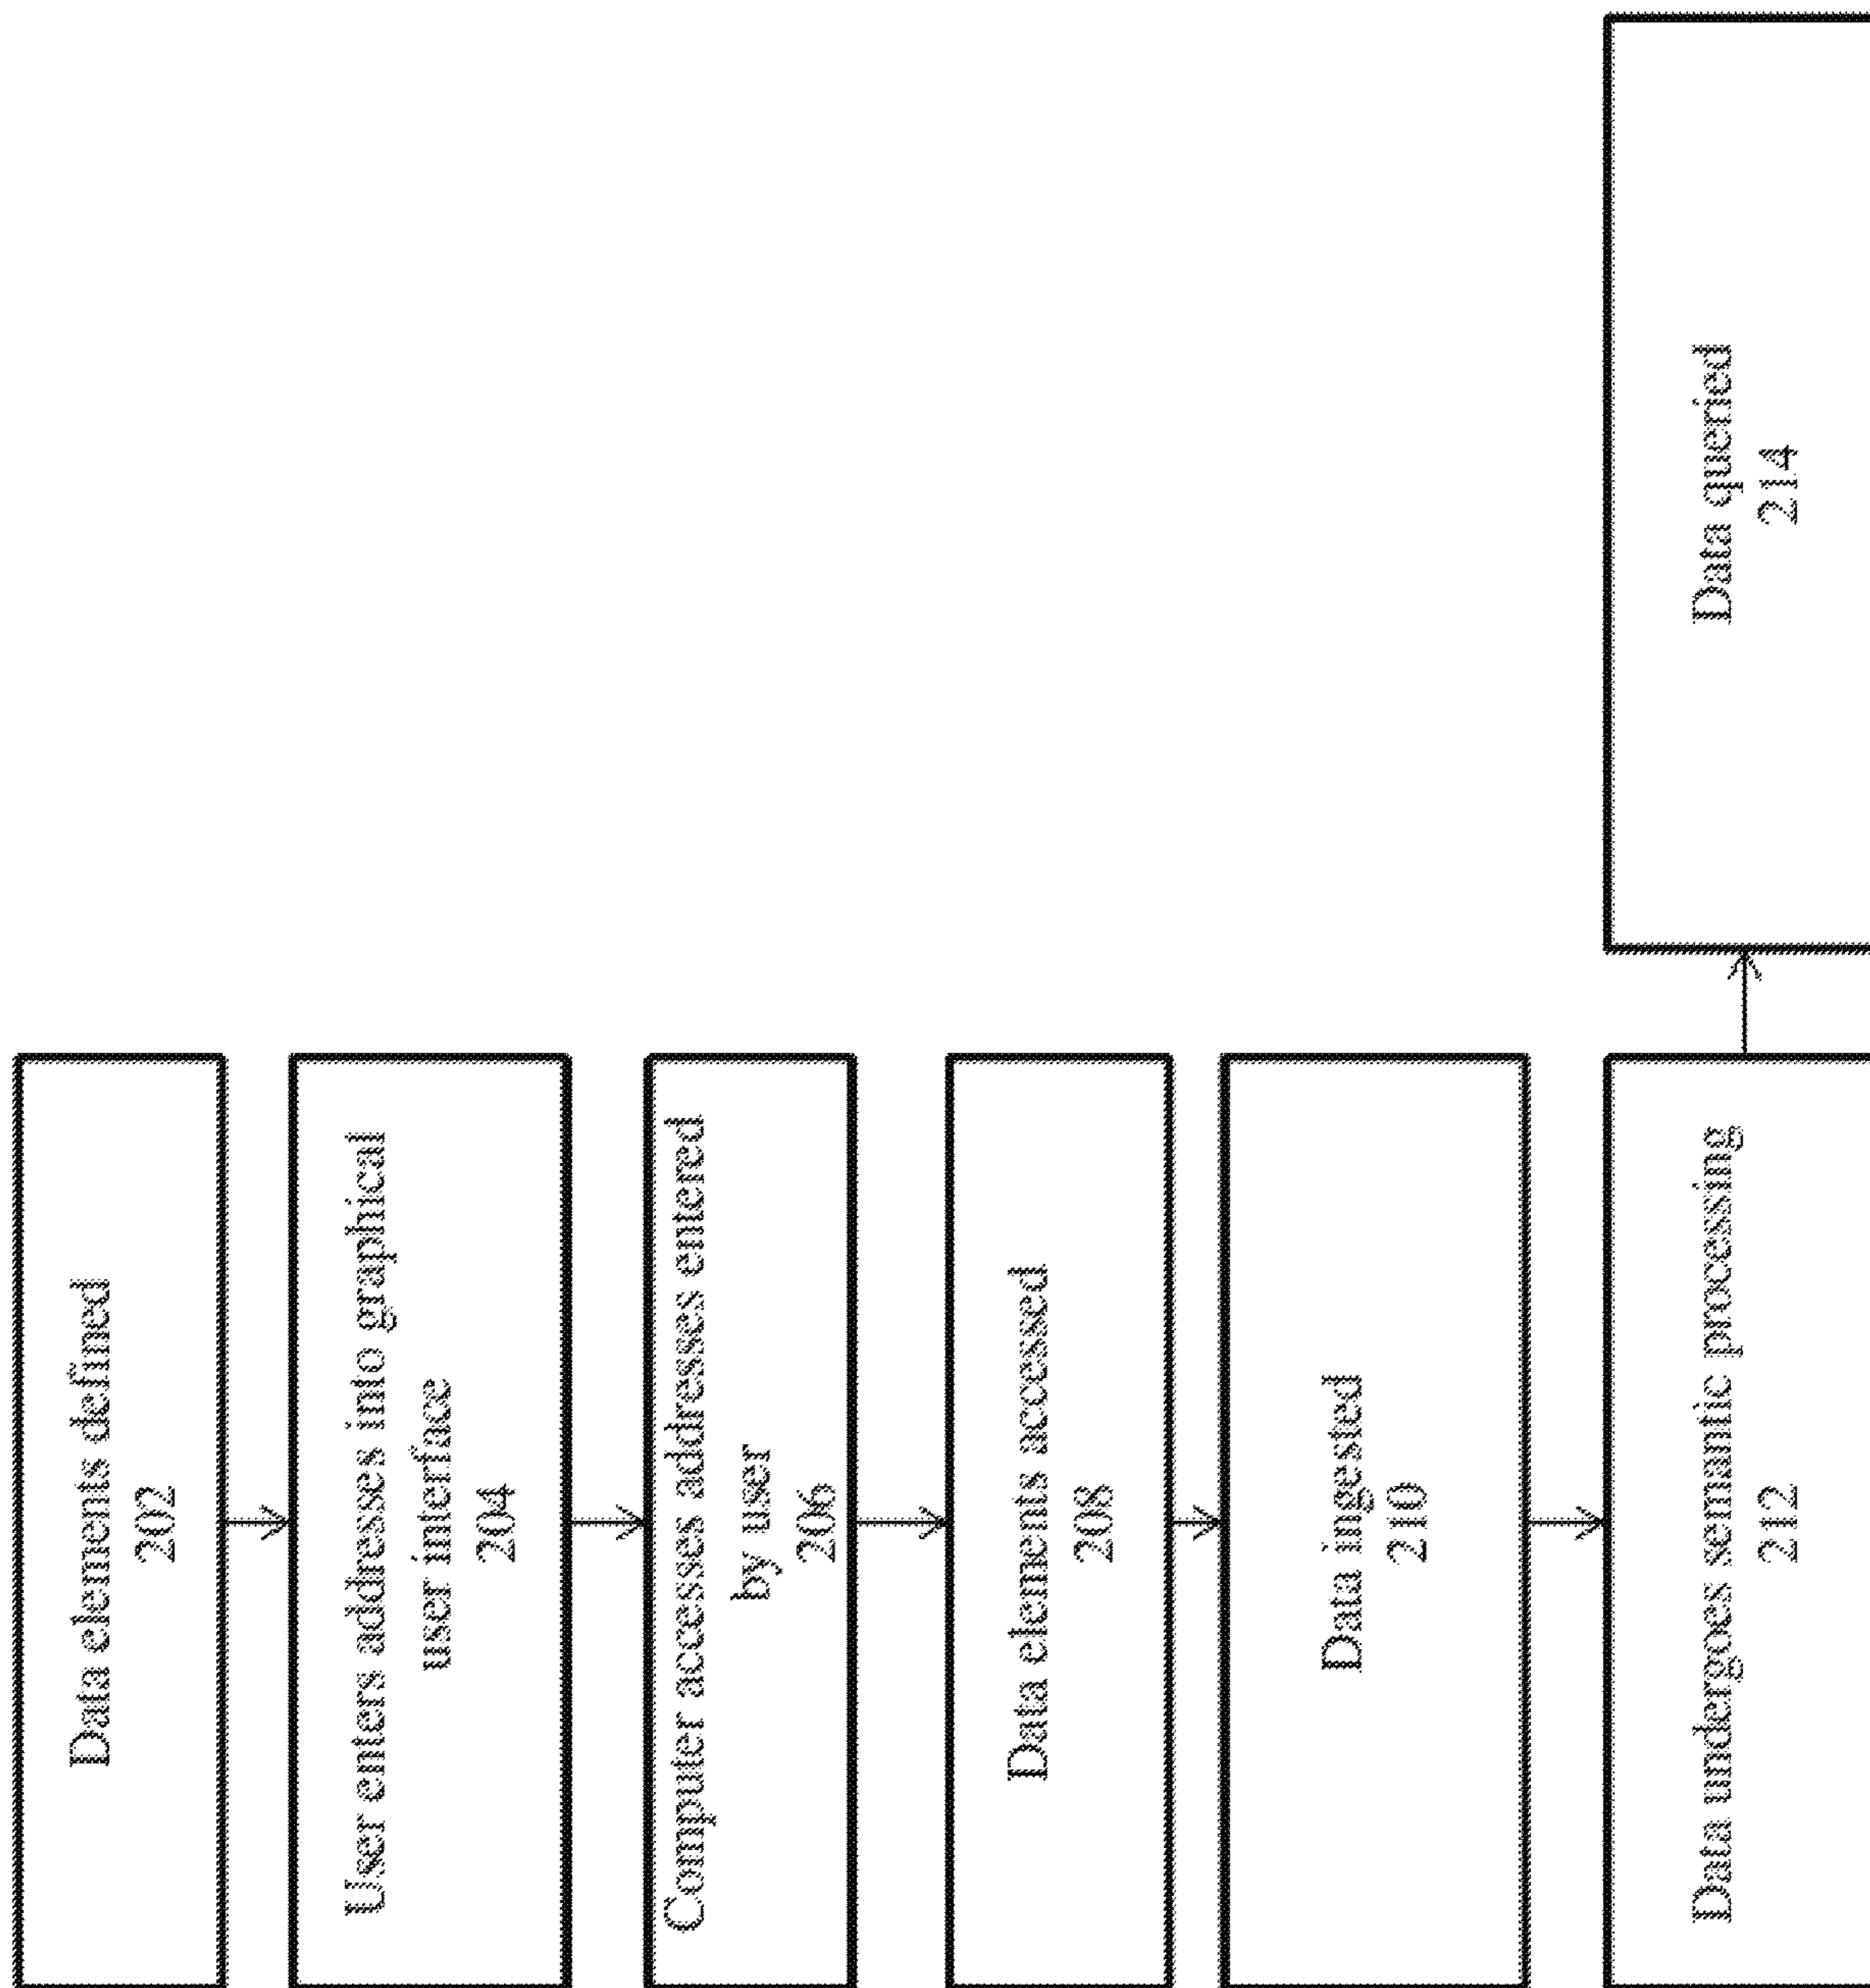 Data elements defined
202
User enters addresses into graphical
user interface
204
Computer accesses addresses entered
by user
206
Data elements accessed
208
Data ingested
210
Data undergoes semantic processing
212
Data queried
214